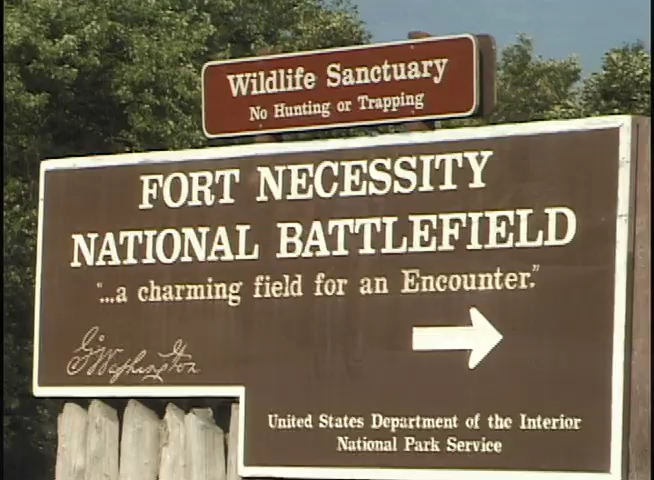 Wildlife Sanctuary
No Hunting or Trapping
FORT NECESSITY
NATIONAL BATTLEFIELD
"...a charming field for an Encounter."
G Washington
United States Department of the Interior
National Park Service